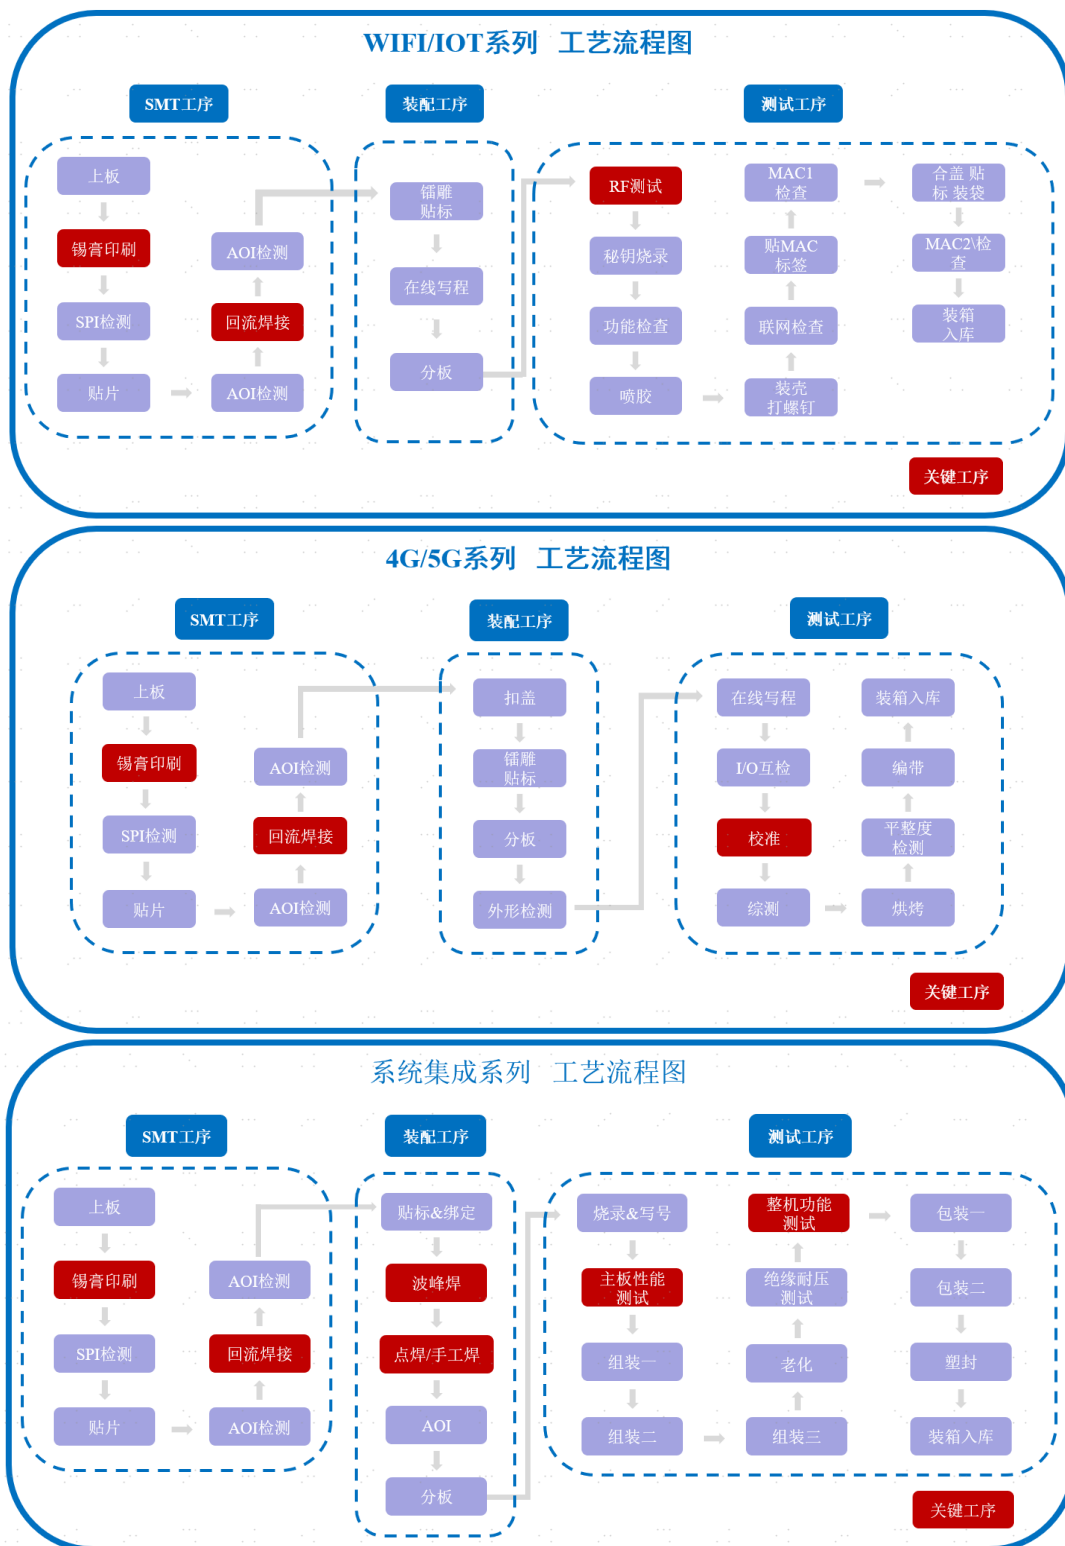 WIFI/IOT系列 工艺流程图
SMT工序
上板
锡膏印刷
SPI检测
贴片
AOI检测
回流焊接
AOI检测
装配工序
镭雕
贴标
在线写程
分板
测试工序
RF测试
秘钥烧录
功能检查
喷胶
装壳
打螺钉
联网检查
贴MAC
标签
MAC1
检查
合盖 贴
标 装袋
MAC2\检
查
装箱
入库
关键工序
4G/5G系列 工艺流程图
SMT工序
上板
锡膏印刷
SPI检测
贴片
AOI检测
回流焊接
AOI检测
装配工序
扣盖
镭雕
贴标
分板
外形检测
测试工序
在线写程
I/O互检
校准
综测
烘烤
平整度
检测
编带
装箱入库
关键工序
系统集成系列 工艺流程图
SMT工序
上板
锡膏印刷
SPI检测
贴片
AOI检测
回流焊接
AOI检测
装配工序
贴标&绑定
波峰焊
点焊/手工焊
AOI
分板
测试工序
烧录&写号
主板性能
测试
组装一
组装二
组装三
老化
绝缘耐压
测试
整机功能
测试
包装一
包装二
塑封
装箱入库
关键工序